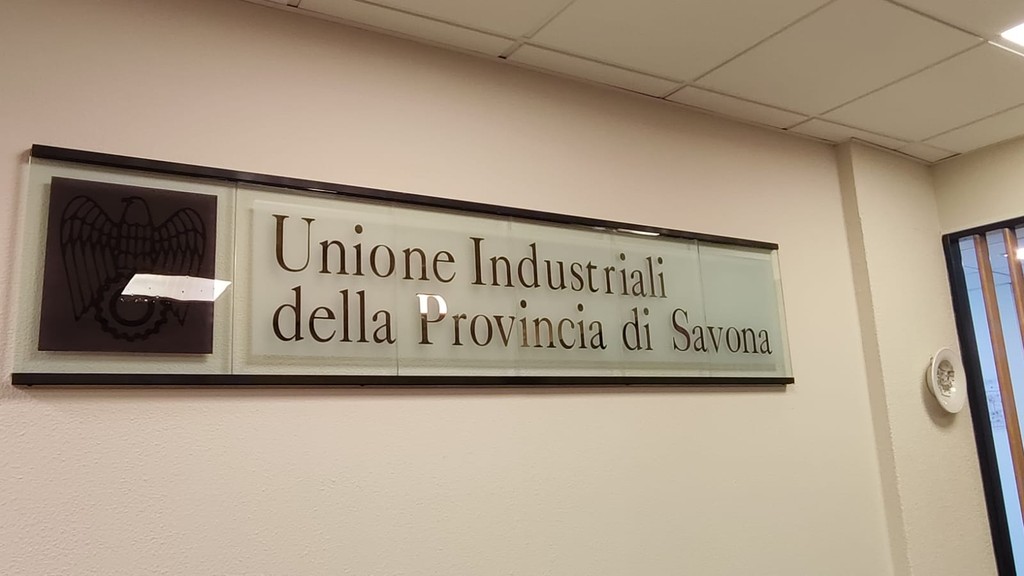 Unione Industriali
della Provincia di Savona